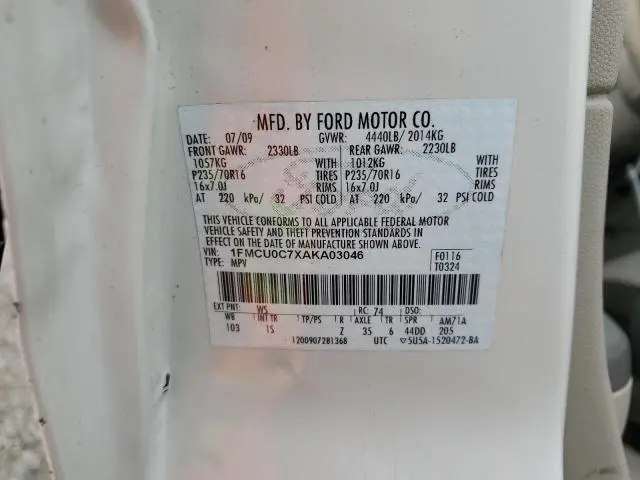 MFD. BY FORD MOTOR CO.
DATE: 07/09 GVWR: 4440LB/ 2014KG
FRONT GAWR: 2330LB REAR GAWR: 2230LB
1057KG WITH 1012KG WITH
P235/70R16 TIRES P235/70R16 TIRES
16x7.0J RIMS 16x7.0J RIMS
AT 220 kPa/ 32 PSI COLD AT 220 kPa/ 32 PSI COLD
THIS VEHICLE CONFORMS TO ALL APPLICABLE FEDERAL MOTOR
VEHICLE SAFETY AND THEFT PREVENTION STANDARDS IN
EFFECT ON THE DATE OF MANUFACTURE SHOWN ABOVE.
VIN: 1FMCU0C7XAKA03046 F0116
TYPE: MPV T0324
EXT PNT: WS RC: 74 DSO:
WB INT TR TP/PS R AXLE TR SPR AM71A
103 1S Z 35 6 44DD 205
1200907281368 UTC ▽5U5A-1520472-BA